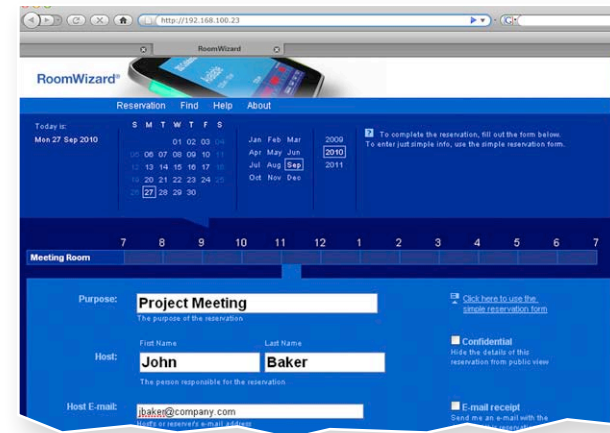 http://192.168.100.23
RoomWizard
RoomWizard®
Reservation Find Help About
Today is:
Mon 27 Sep 2010
S M T W T F S
01 02 03 04
05 06 07 08 09 10 11
12 13 14 15 16 17 18
19 20 21 22 23 24 25
26 27 28 29 30
Jan Feb Mar
Apr May Jun
Jul Aug Sep
Oct Nov Dec
2009
2010
2011
? To complete the reservation, fill out the form below.
To enter just simple info, use the simple reservation form.
7 8 9 10 11 12 1 2 3 4 5 6 7
Meeting Room
Purpose:
Project Meeting
The purpose of the reservation
Click here to use the
simple reservation form
Host:
First Name
Last Name
John
Baker
The person responsible for the reservation
Confidential
Hide the details of this
reservation from public view
Host E-mail:
jbaker@company.com
Host's or reserver's e-mail address
E-mail receipt
Send me an e-mail with the